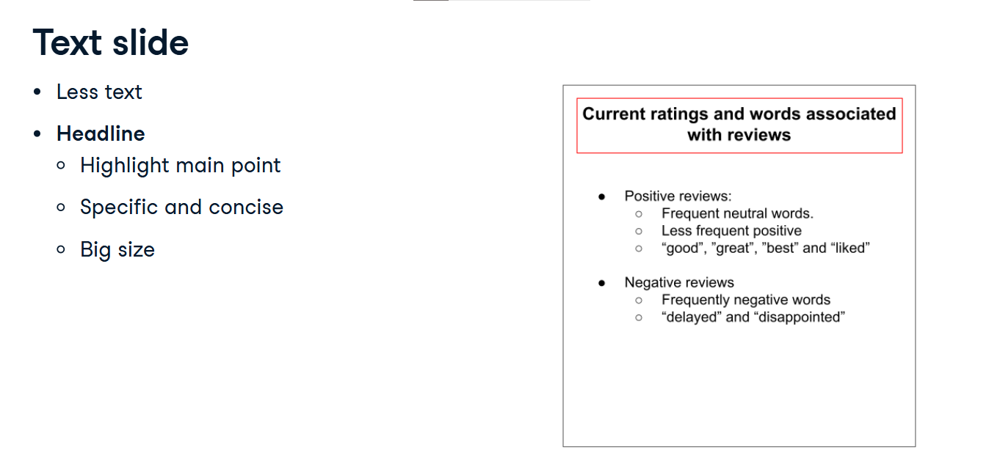 Text slide
• Less text
• Headline
○ Highlight main point
○ Specific and concise
○ Big size
Current ratings and words associated
with reviews
● Positive reviews:
○ Frequent neutral words.
○ Less frequent positive
○ “good”, ”great”, ”best” and “liked”
● Negative reviews
○ Frequently negative words
○ “delayed” and “disappointed”